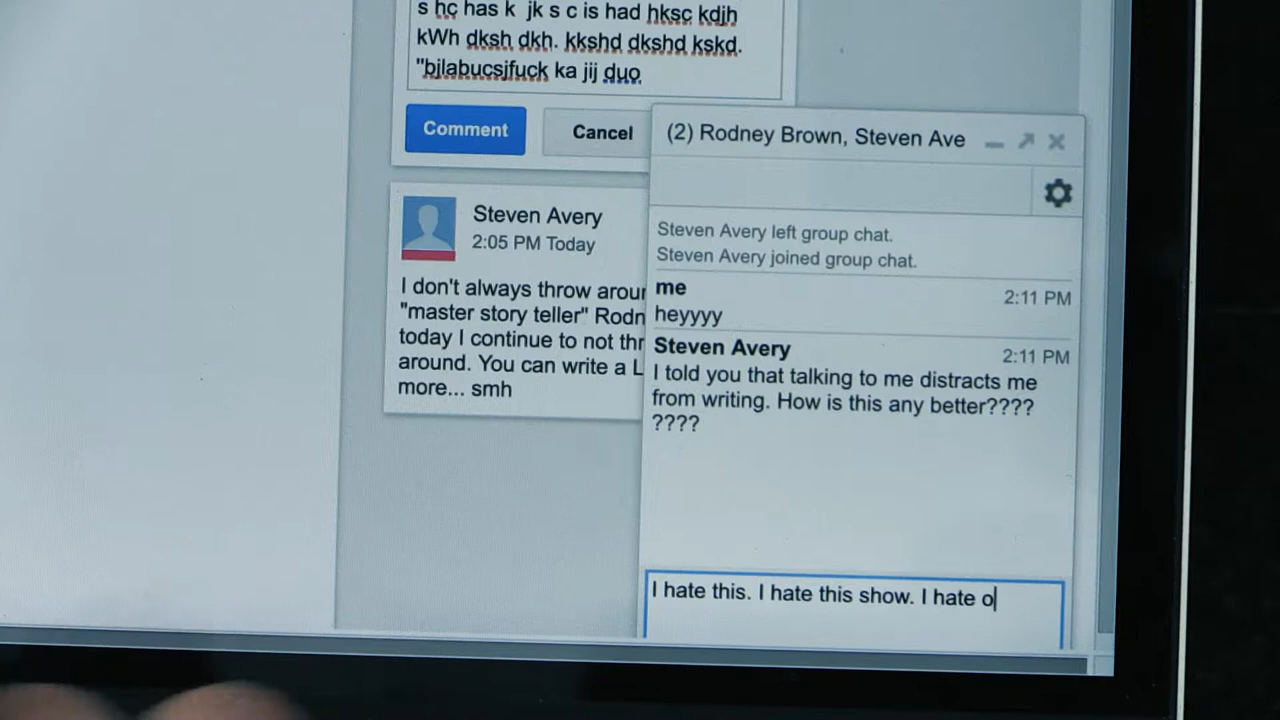 s hc has k jk s c is had hksc kdjh
kWh dksh dkh. kkshd dkshd kskd.
"bjlabucsjfuck ka jij duo
Comment
Cancel
Steven Avery
2:05 PM Today
I don't always throw arour
"master story teller" Rodn
today I continue to not thr
around. You can write a L
more... smh
(2) Rodney Brown, Steven Ave
Steven Avery left group chat.
Steven Avery joined group chat.
me
2:11 PM
heyyyy
Steven Avery
2:11 PM
I told you that talking to me distracts me
from writing. How is this any better????
????
I hate this. I hate this show. I hate o